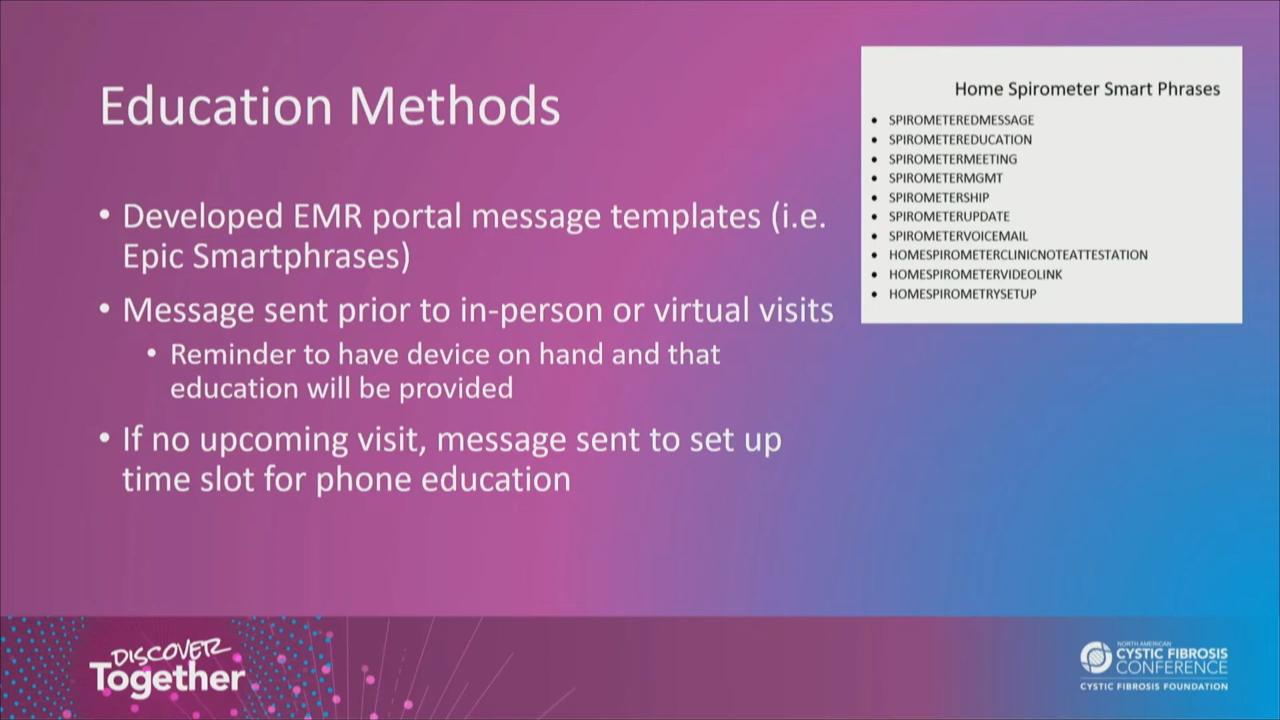 Education Methods
• Developed EMR portal message templates (i.e.
Epic Smartphrases)
• Message sent prior to in-person or virtual visits
• Reminder to have device on hand and that
education will be provided
• If no upcoming visit, message sent to set up
time slot for phone education
Home Spirometer Smart Phrases
• SPIROMETEREDMESSAGE
• SPIROMETEREDUCATION
• SPIROMETERMEETING
• SPIROMETERMGMT
• SPIROMETERSHIP
• SPIROMETERUPDATE
• SPIROMETERVOICEMAIL
• HOMESPIROMETERCLINICNOTEATTESTATION
• HOMESPIROMETERVIDEOLINK
• HOMESPIROMETRYSETUP
DISCOVER
Together
NORTH AMERICAN
CYSTIC FIBROSIS
CONFERENCE
CYSTIC FIBROSIS FOUNDATION